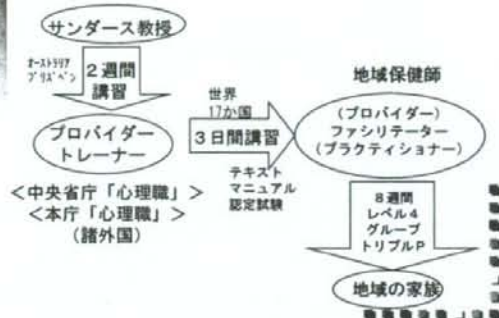 サンダース教授
オーストラリア
ブリズベン
2週間
講習
プロバイダー
トレーナー
＜中央省庁「心理職」＞
＜本庁「心理職」＞
(諸外国)
世界
17か国
3日間講習
テキスト
マニュアル
認定試験
地域保健師
(プロバイダー)
ファシリテーター
(プラクティショナー)
8週間
レベル4
グループ
トリプルP
地域の家族